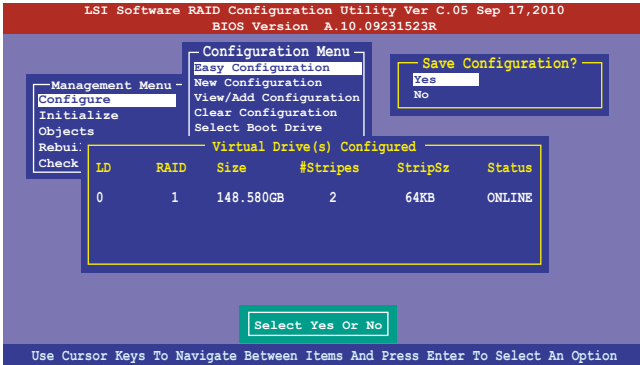 LSI Software RAID Configuration Utility Ver C.05 Sep 17,2010
BIOS Version A.10.09231523R
Management Menu
Configure
Initialize
Objects
Check
Configuration Menu
Easy Configuration
New Configuration
View/Add Configuration
Clear Configuration
Select Boot Drive
Save Configuration?
Yes
No
Virtual Drive(s) Configured
LD RAID Size #Stripes StripSz Status
0 1 148.580GB 2 64KB ONLINE
Select Yes Or No
Use Cursor Keys To Navigate Between Items And Press Enter To Select An Option